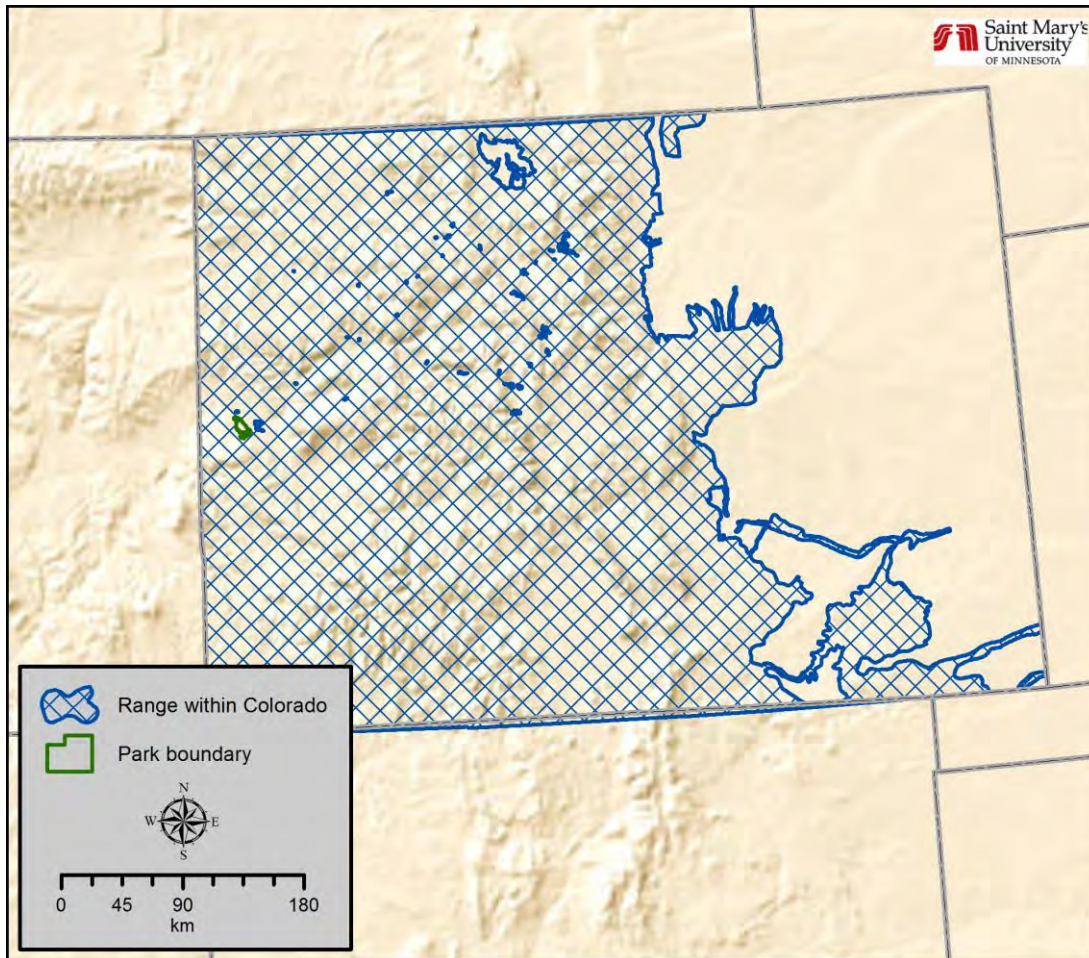 Saint Mary's
University
OF MINNESOTA
Range within Colorado
Park boundary
N
W E
S
0 45 90 180
km